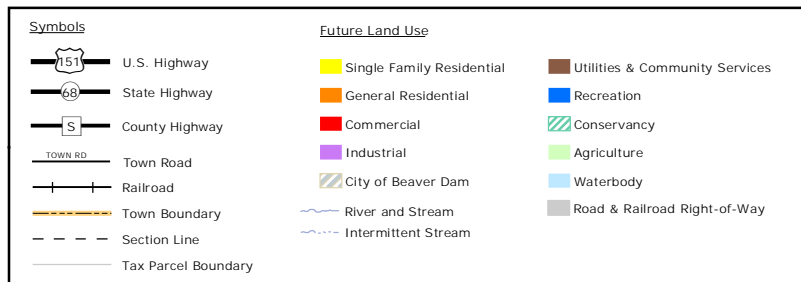 Symbols
151 U.S. Highway
68 State Highway
S County Highway
TOWN RD Town Road
Railroad
Town Boundary
Section Line
Tax Parcel Boundary
Future Land Use
Single Family Residential
General Residential
Commercial
Industrial
City of Beaver Dam
River and Stream
Intermittent Stream
Utilities & Community Services
Recreation
Conservancy
Agriculture
Waterbody
Road & Railroad Right-of-Way